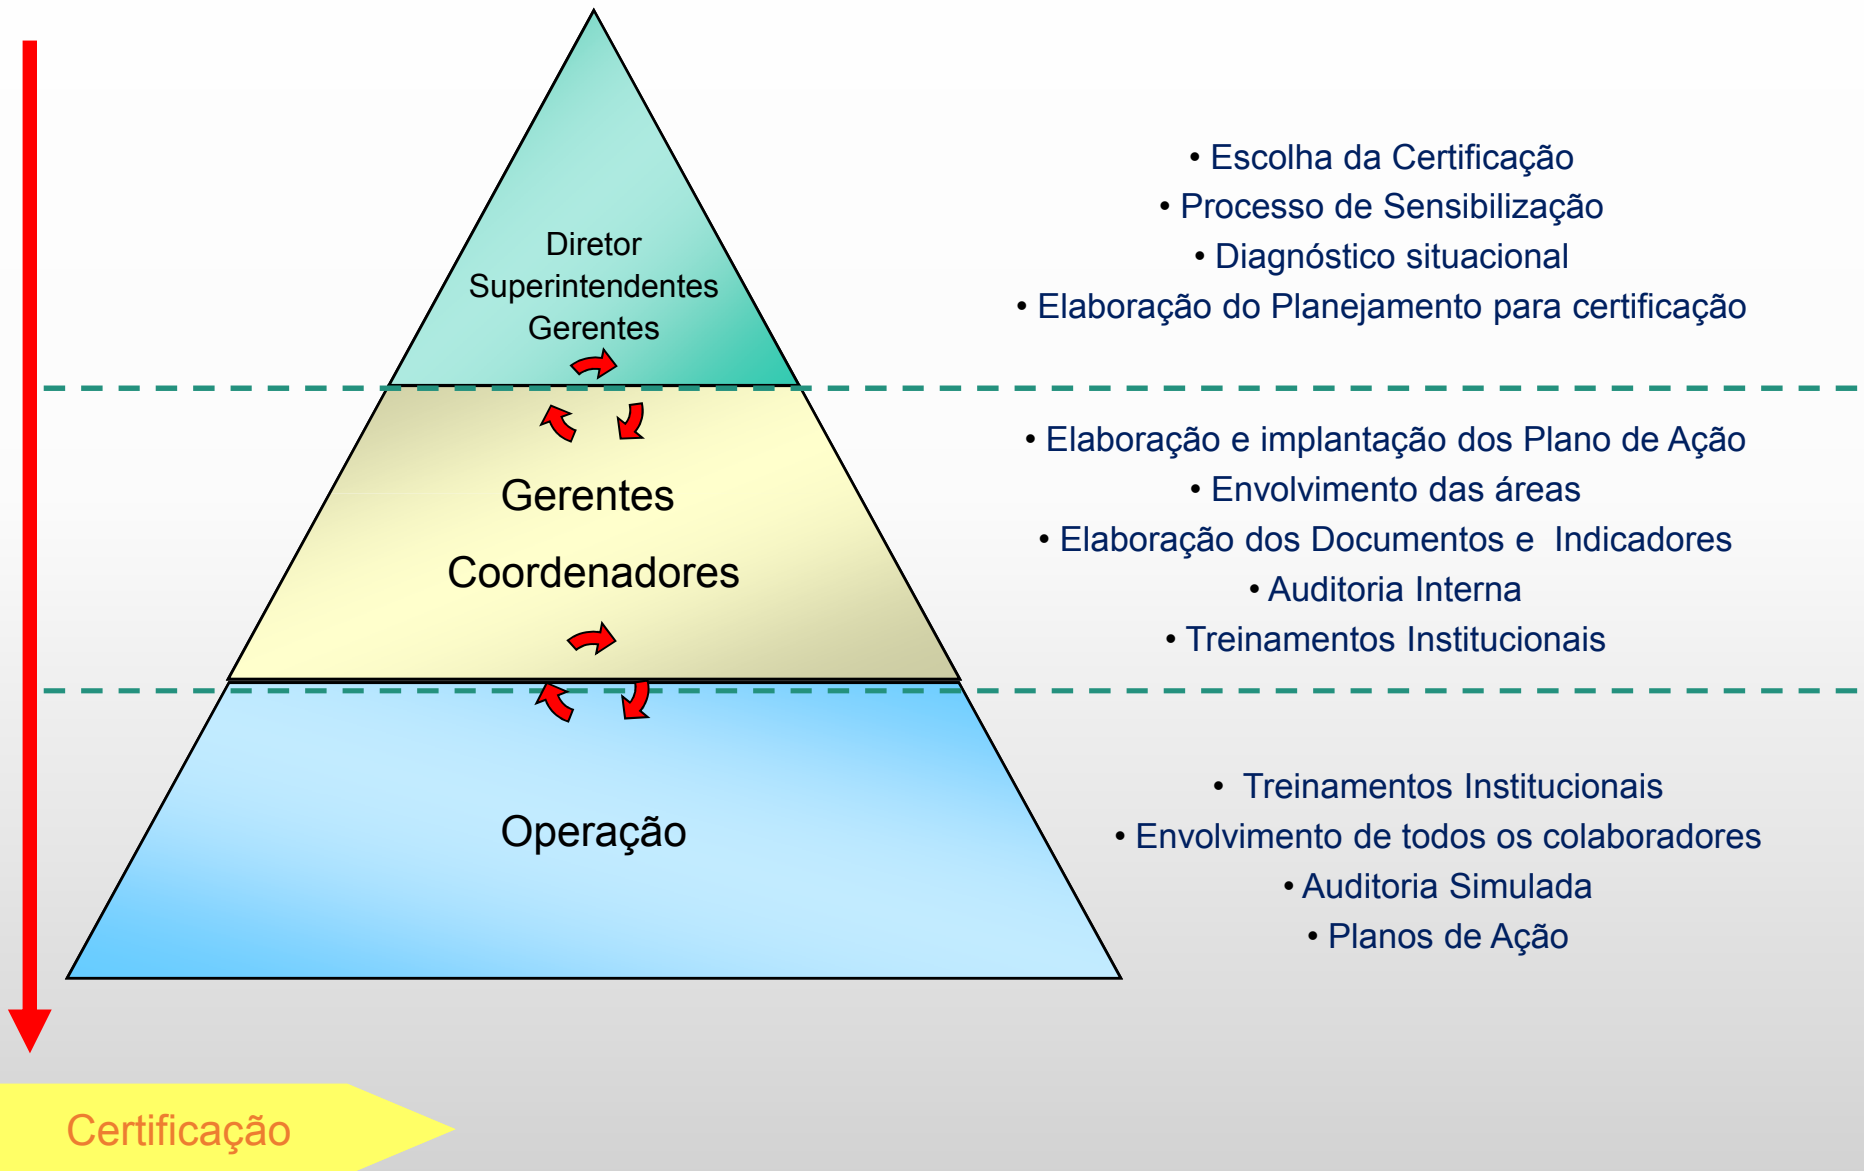 Diretor
Superintendentes
Gerentes
• Escolha da Certificação
• Processo de Sensibilização
• Diagnóstico situacional
• Elaboração do Planejamento para certificação
Gerentes
Coordenadores
• Elaboração e implantação dos Plano de Ação
• Envolvimento das áreas
• Elaboração dos Documentos e Indicadores
• Auditoria Interna
• Treinamentos Institucionais
Operação
• Treinamentos Institucionais
• Envolvimento de todos os colaboradores
• Auditoria Simulada
• Planos de Ação
Certificação